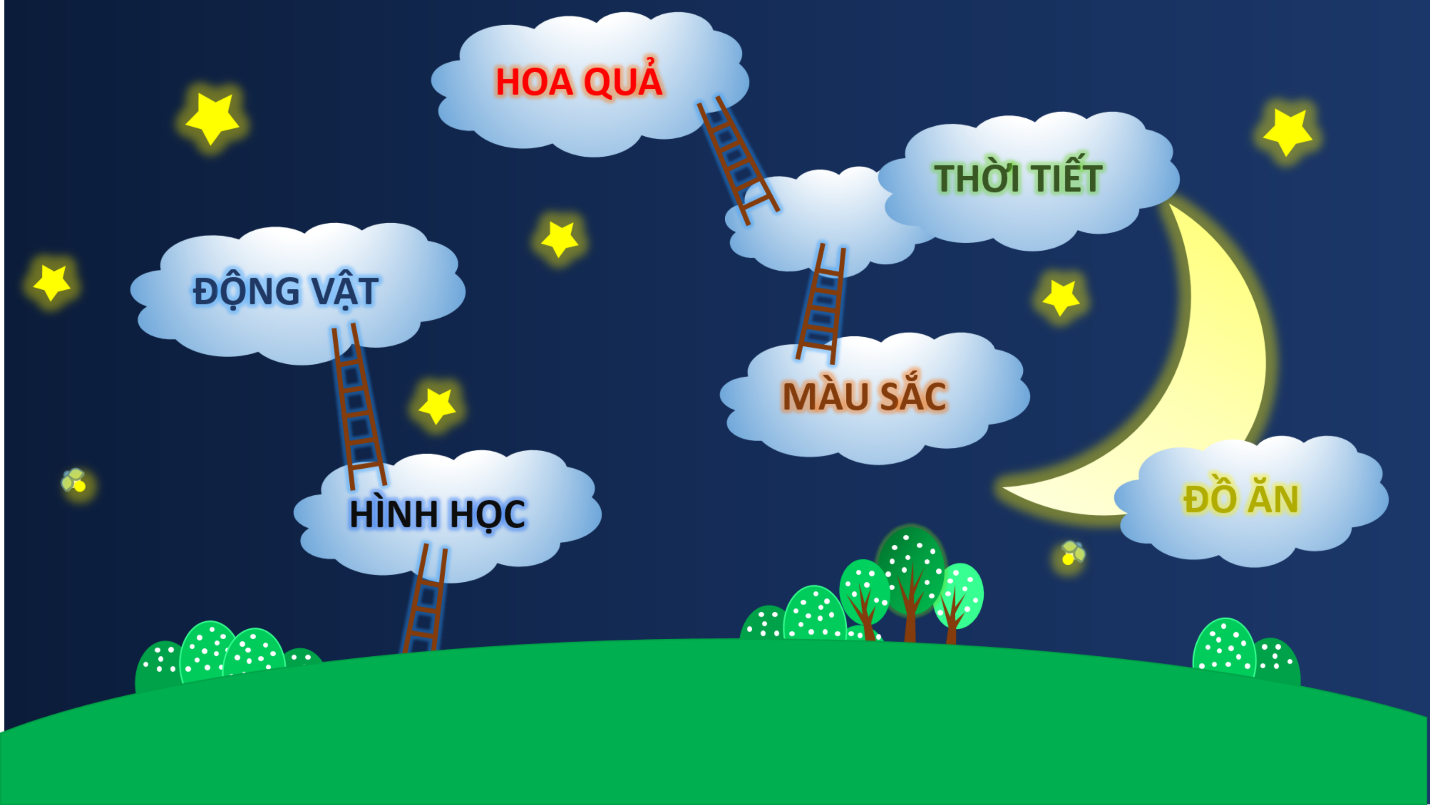 HOA QUẢ
THỜI TIẾT
ĐỘNG VẬT
MÀU SẮC
HÌNH HỌC
ĐỒ ĂN